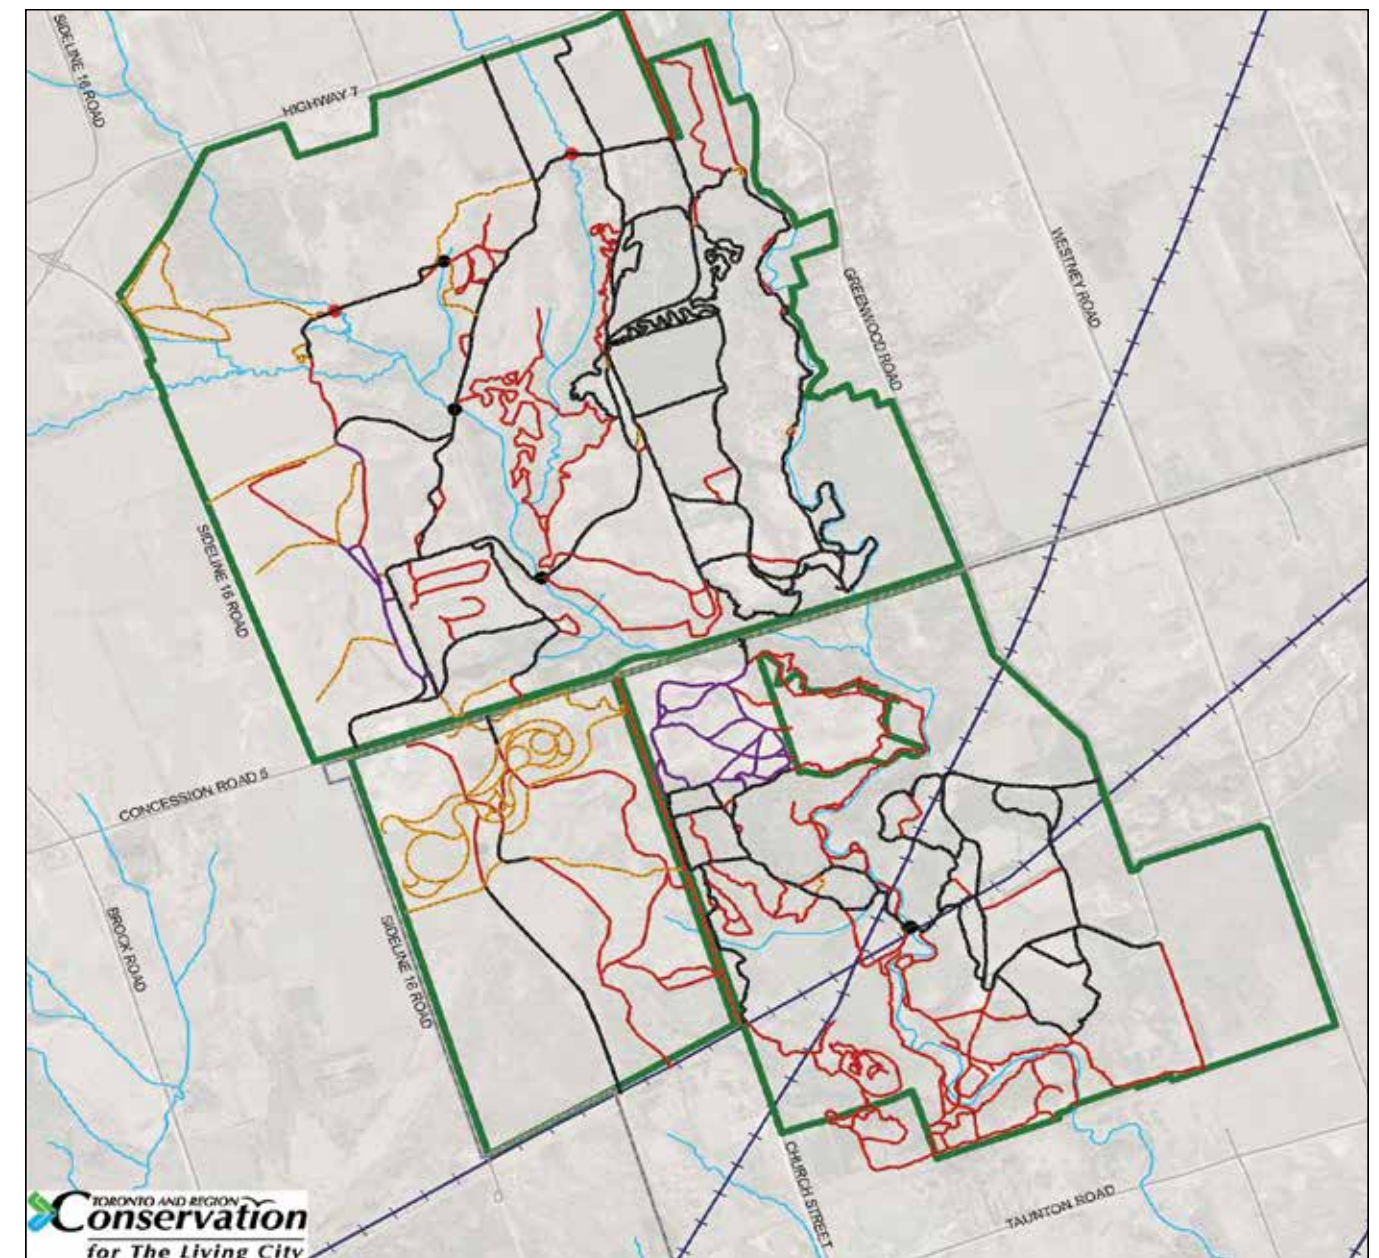 SIDELINE 16 ROAD
HIGHWAY 7
WESTNEY ROAD
GREENWOOD ROAD
SIDELINE 16 ROAD
CONCESSION ROAD 5
BROCK ROAD
SIDELINE 16 ROAD
CHURCH STREET
TAUNTON ROAD
TORONTO AND REGION
Conservation
for The Living City